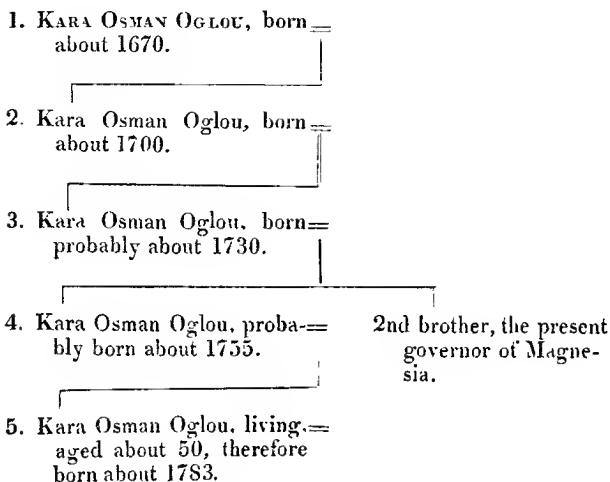 1. KARA OSMAN OGLOU, born
about 1670.
2. Kara Osman Oglou, born
about 1700.
3. Kara Osman Oglou, born
probably about 1730.
4. Kara Osman Oglou, proba-
bly born about 1755.
2nd brother, the present
governor of Magne-
sia.
5. Kara Osman Oglou, living,
aged about 50, therefore
born about 1783.